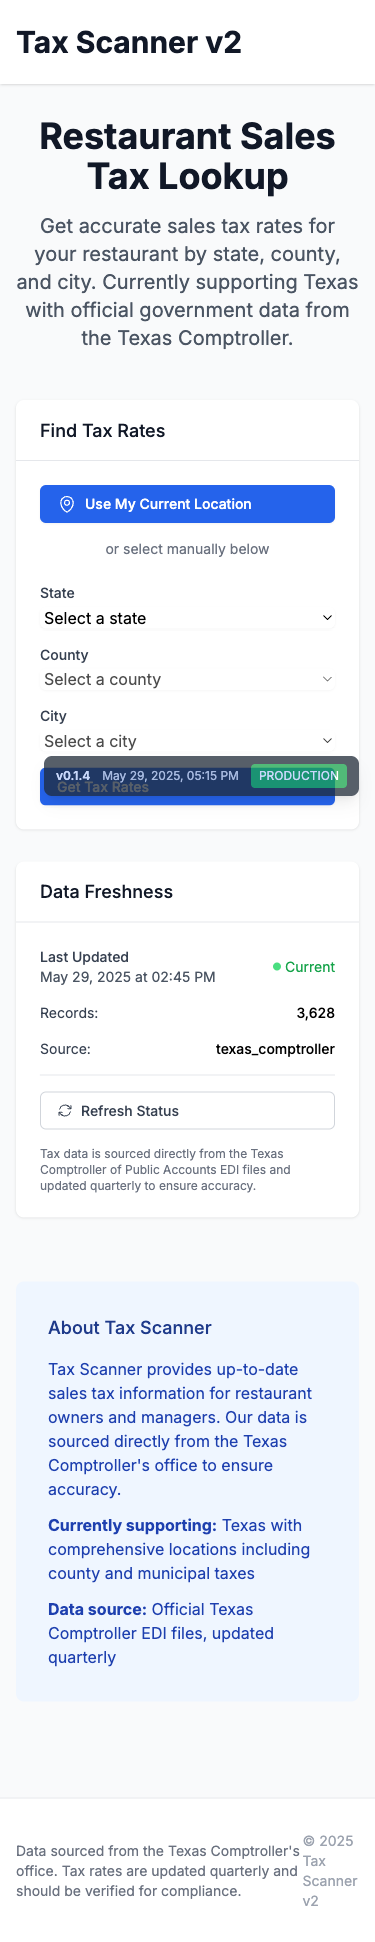 Tax Scanner v2
Restaurant Sales
Tax Lookup
Get accurate sales tax rates for
your restaurant by state, county,
and city. Currently supporting Texas
with official government data from
the Texas Comptroller.
Find Tax Rates
Use My Current Location
or select manually below
State
Select a state
County
Select a county
City
Select a city
v0.1.4 May 29, 2025, 05:15 PM PRODUCTION
Get Tax Rates
Data Freshness
Last Updated
May 29, 2025 at 02:45 PM
Current
Records: 3,628
Source: texas_comptroller
Refresh Status
Tax data is sourced directly from the Texas
Comptroller of Public Accounts EDI files and
updated quarterly to ensure accuracy.
About Tax Scanner
Tax Scanner provides up-to-date
sales tax information for restaurant
owners and managers. Our data is
sourced directly from the Texas
Comptroller's office to ensure
accuracy.
Currently supporting: Texas with
comprehensive locations including
county and municipal taxes
Data source: Official Texas
Comptroller EDI files, updated
quarterly
Data sourced from the Texas Comptroller's
office. Tax rates are updated quarterly and
should be verified for compliance.
© 2025
Tax
Scanner
v2